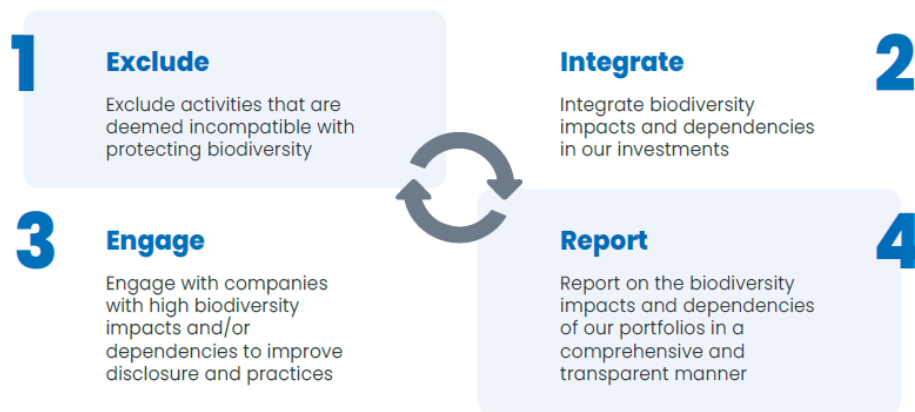 1
Exclude
Exclude activities that are
deemed incompatible with
protecting biodiversity
2
Integrate
Integrate biodiversity
impacts and dependencies
in our investments
3
Engage
Engage with companies
with high biodiversity
impacts and/or
dependencies to improve
disclosure and practices
4
Report
Report on the biodiversity
impacts and dependencies
of our portfolios in a
comprehensive and
transparent manner